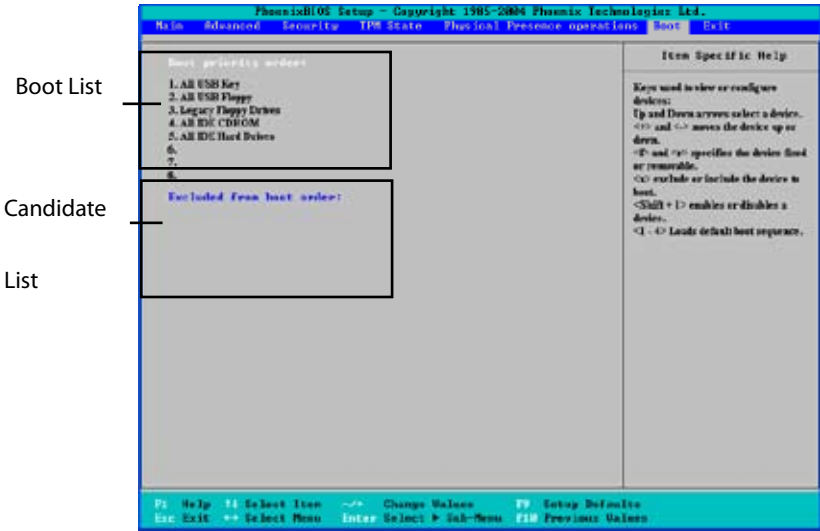 PhoenixBIOS Setup - Copyright 1985-2004 Phoenix Technologies Ltd.
Main Advanced Security TPM State Physical Presence operations Boot Exit
Boot List
Candidate
List
Boot priority order:
1. All USB Key
2. All USB Floppy
3. Legacy Floppy Drives
4. All IDE CDROM
5. All IDE Hard Drives
6.
7.
8.
Excluded from boot order:
Item Specific Help
Keys used to view or configure
devices:
Up and Down arrows select a device.
<+> and <-> moves the device up or
down.
<f> and <r> specifies the device fixed
or removable.
<x> exclude or include the device to
boot.
<Shift + 1> enables or disables a
device.
<1 - 4> Loads default boot sequence.
F1 Help ↑↓ Select Item -/+ Change Values F9 Setup Defaults
Esc Exit ↔ Select Menu Enter Select ▶ Sub-Menu F10 Previous Values